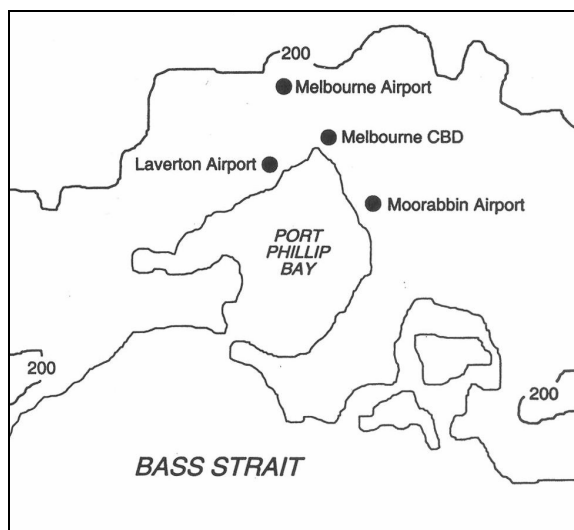 200
Melbourne Airport
Melbourne CBD
Laverton Airport
Moorabbin Airport
PORT
PHILLIP
BAY
200
200
BASS STRAIT